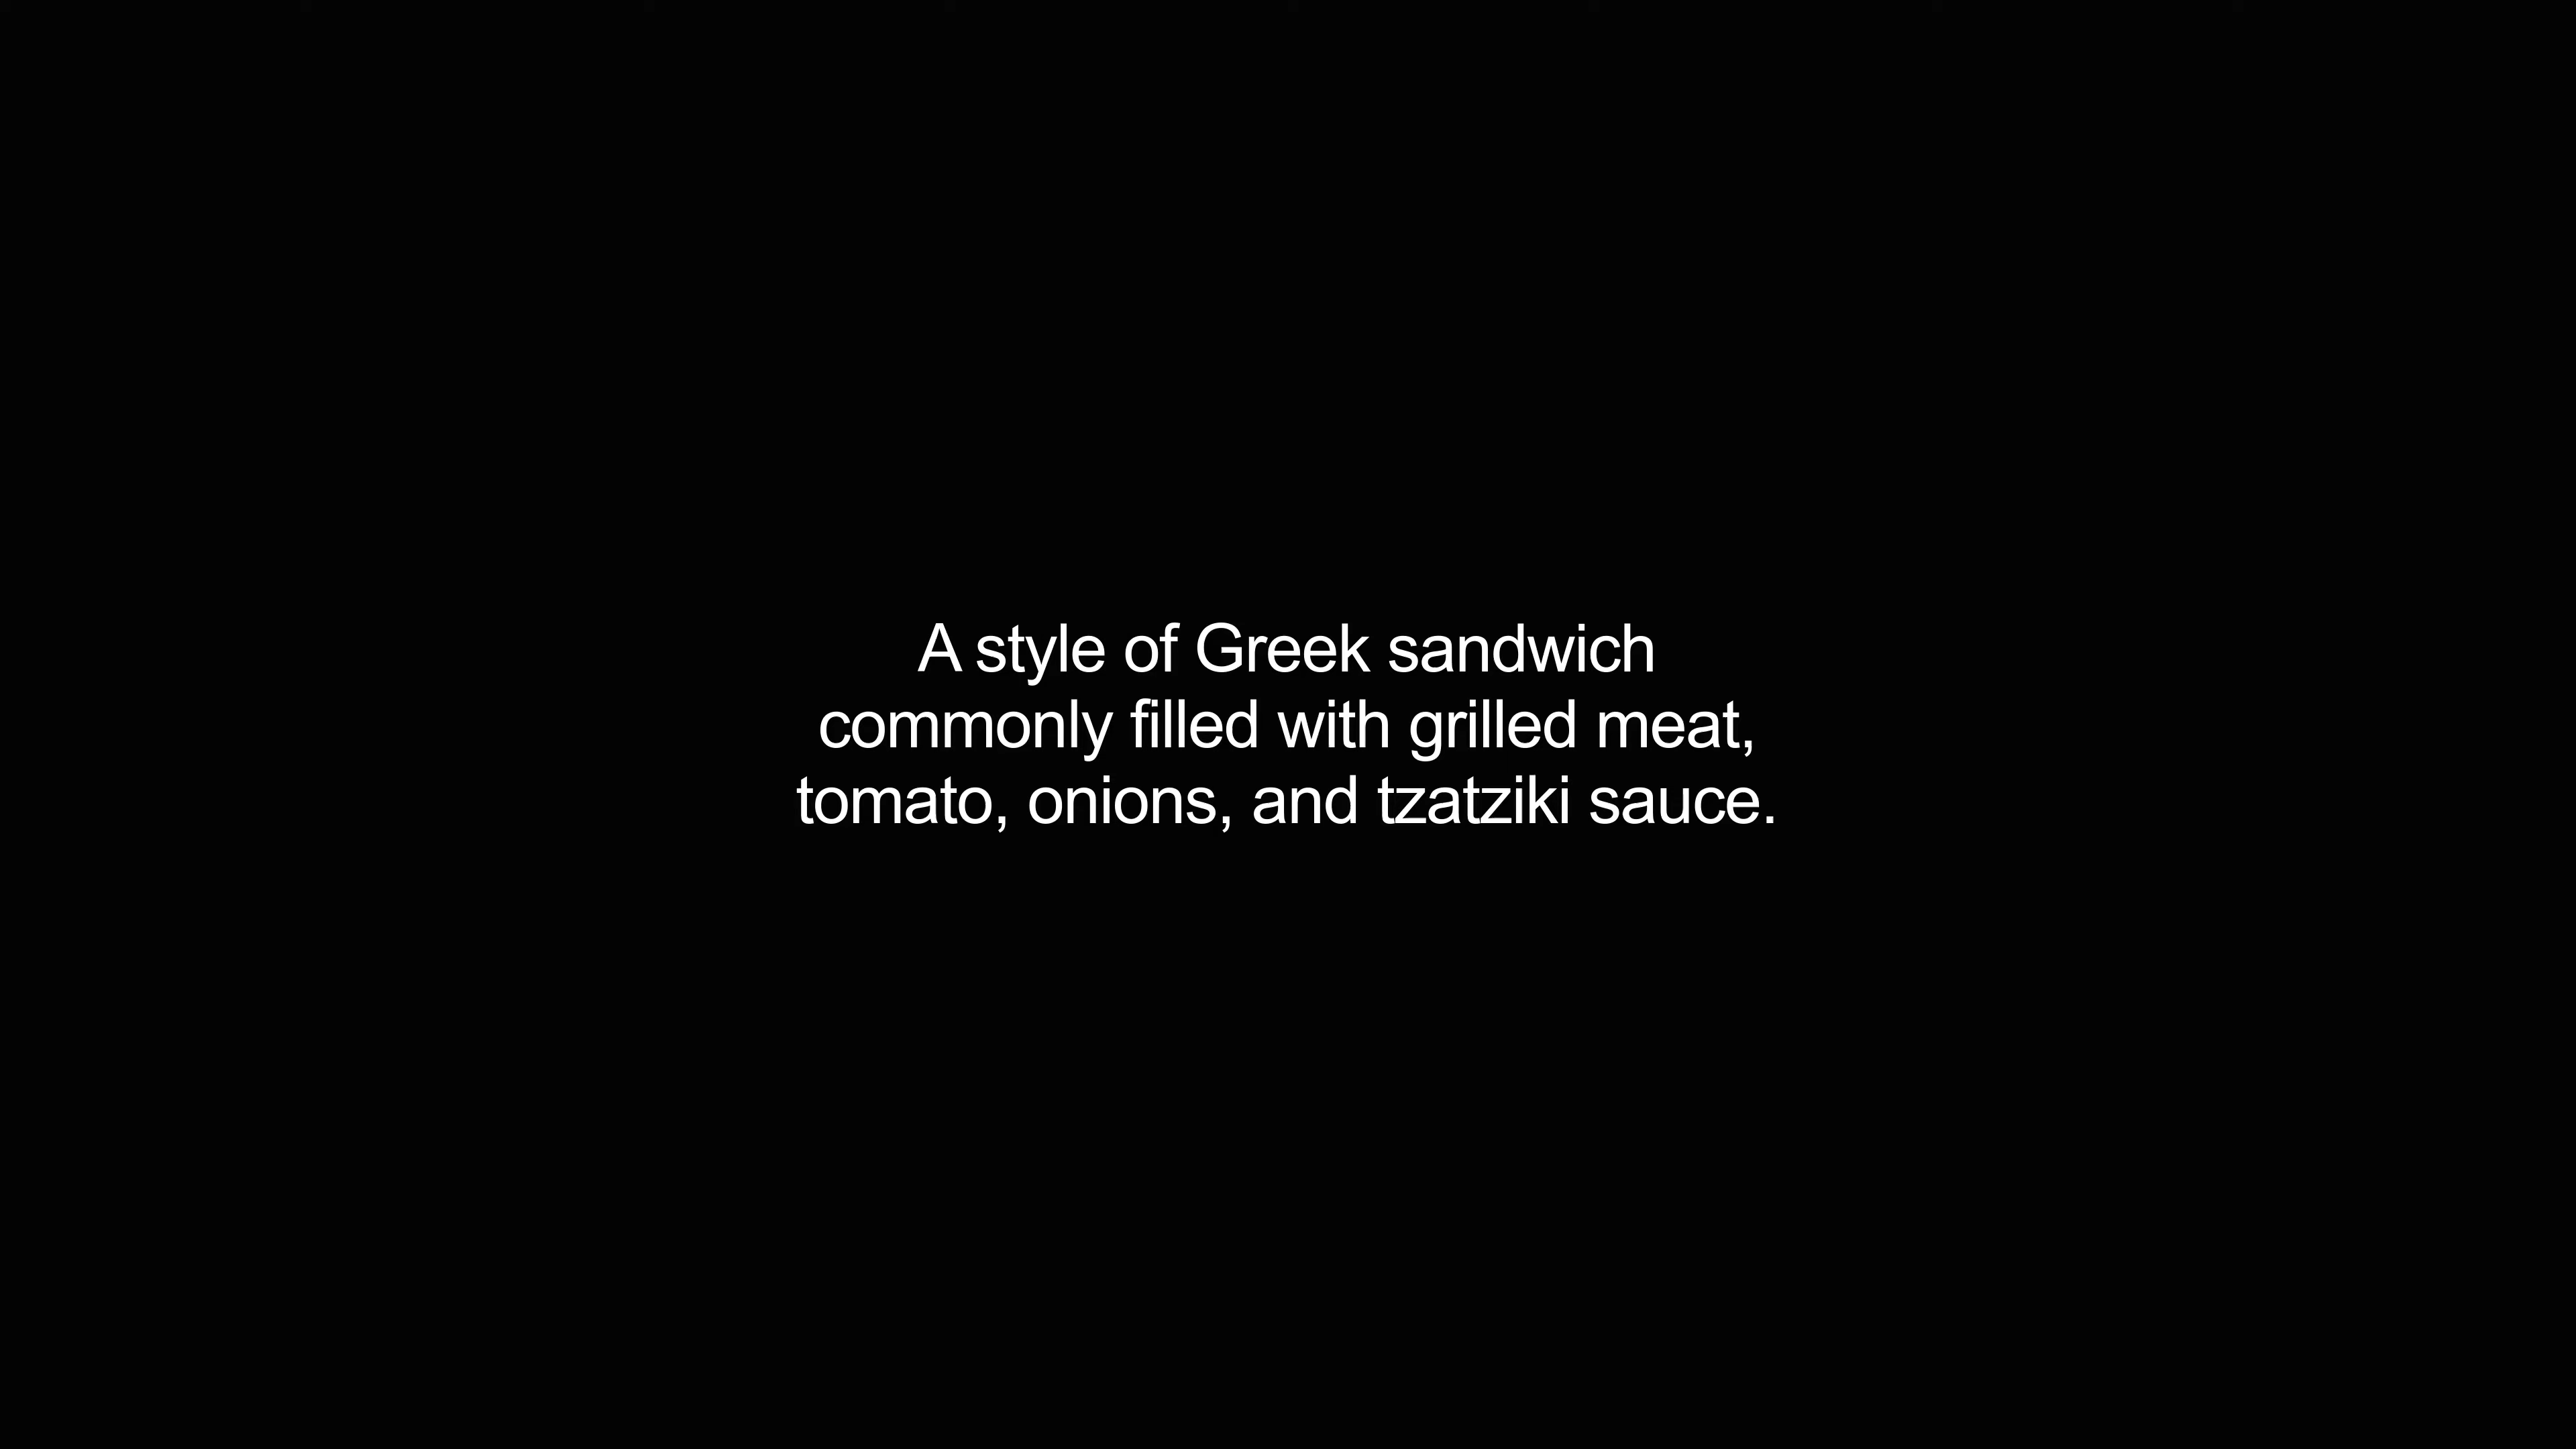 A style of Greek sandwich
commonly filled with grilled meat,
tomato, onions, and tzatziki sauce.